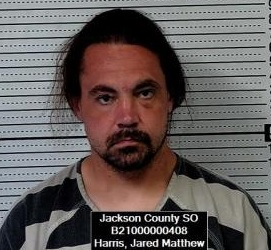 Jackson County SO
B21000000408
Harris, Jared Matthew